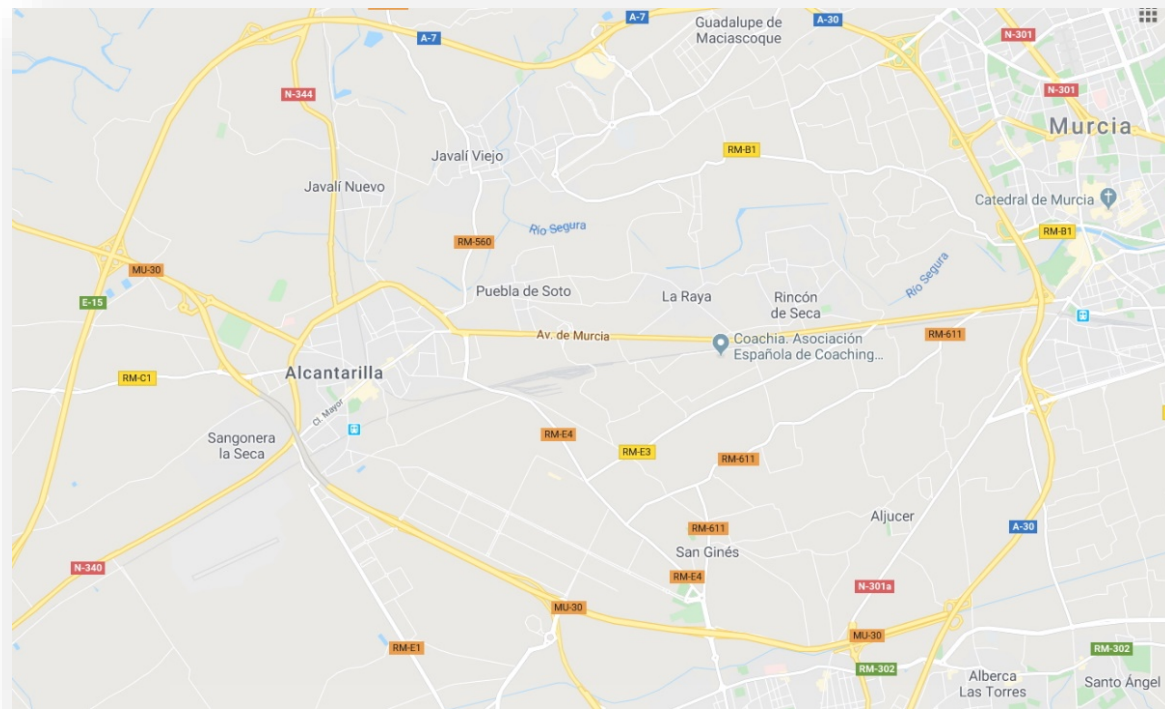 A-7
Guadalupe de
Maciascoque
A-30
N-301
A-7
N-344
N-301
Murcia
Javalí Viejo
RM-B1
Javalí Nuevo
Catedral de Murcia
Río Segura
RM-B1
RM-560
MU-30
Río Segura
E-15
Puebla de Soto
La Raya
Rincón
de Seca
Av. de Murcia
RM-611
Coachia. Asociación
Española de Coaching...
Alcantarilla
RM-C1
Cl. Mayor
Sangonera
la Seca
RM-E4
RM-E3
RM-611
Aljucer
A-30
RM-611
San Ginés
N-340
RM-E4
N-301a
MU-30
MU-30
RM-E1
RM-302
RM-302
Alberca
Las Torres
Santo Ángel